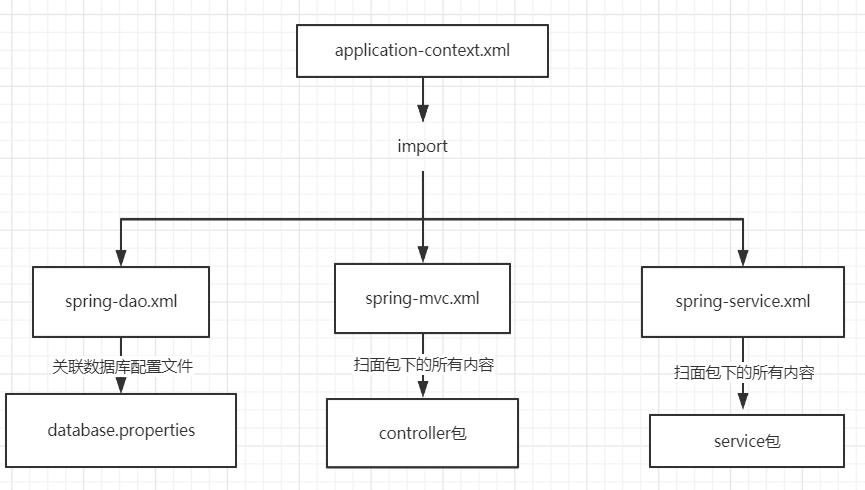 application-context.xml
import
spring-dao.xml
spring-mvc.xml
spring-service.xml
关联数据库配置文件
扫面包下的所有内容
扫面包下的所有内容
database.properties
controller包
service包